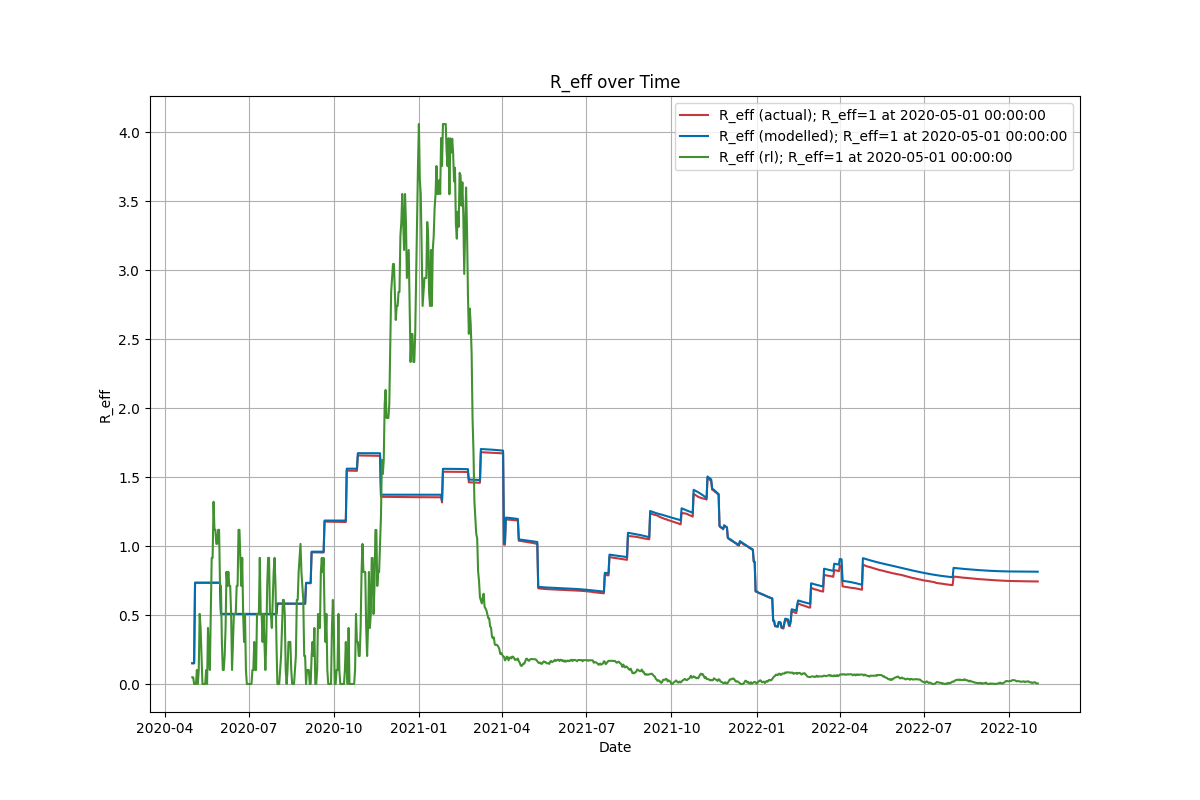 R_eff over Time
R_eff (actual); R_eff=1 at 2020-05-01 00:00:00
R_eff (modelled); R_eff=1 at 2020-05-01 00:00:00
R_eff (rl); R_eff=1 at 2020-05-01 00:00:00
4.0
3.5
3.0
2.5
2.0
1.5
1.0
0.5
0.0
R_eff
2020-04 2020-07 2020-10 2021-01 2021-04 2021-07 2021-10 2022-01 2022-04 2022-07 2022-10
Date